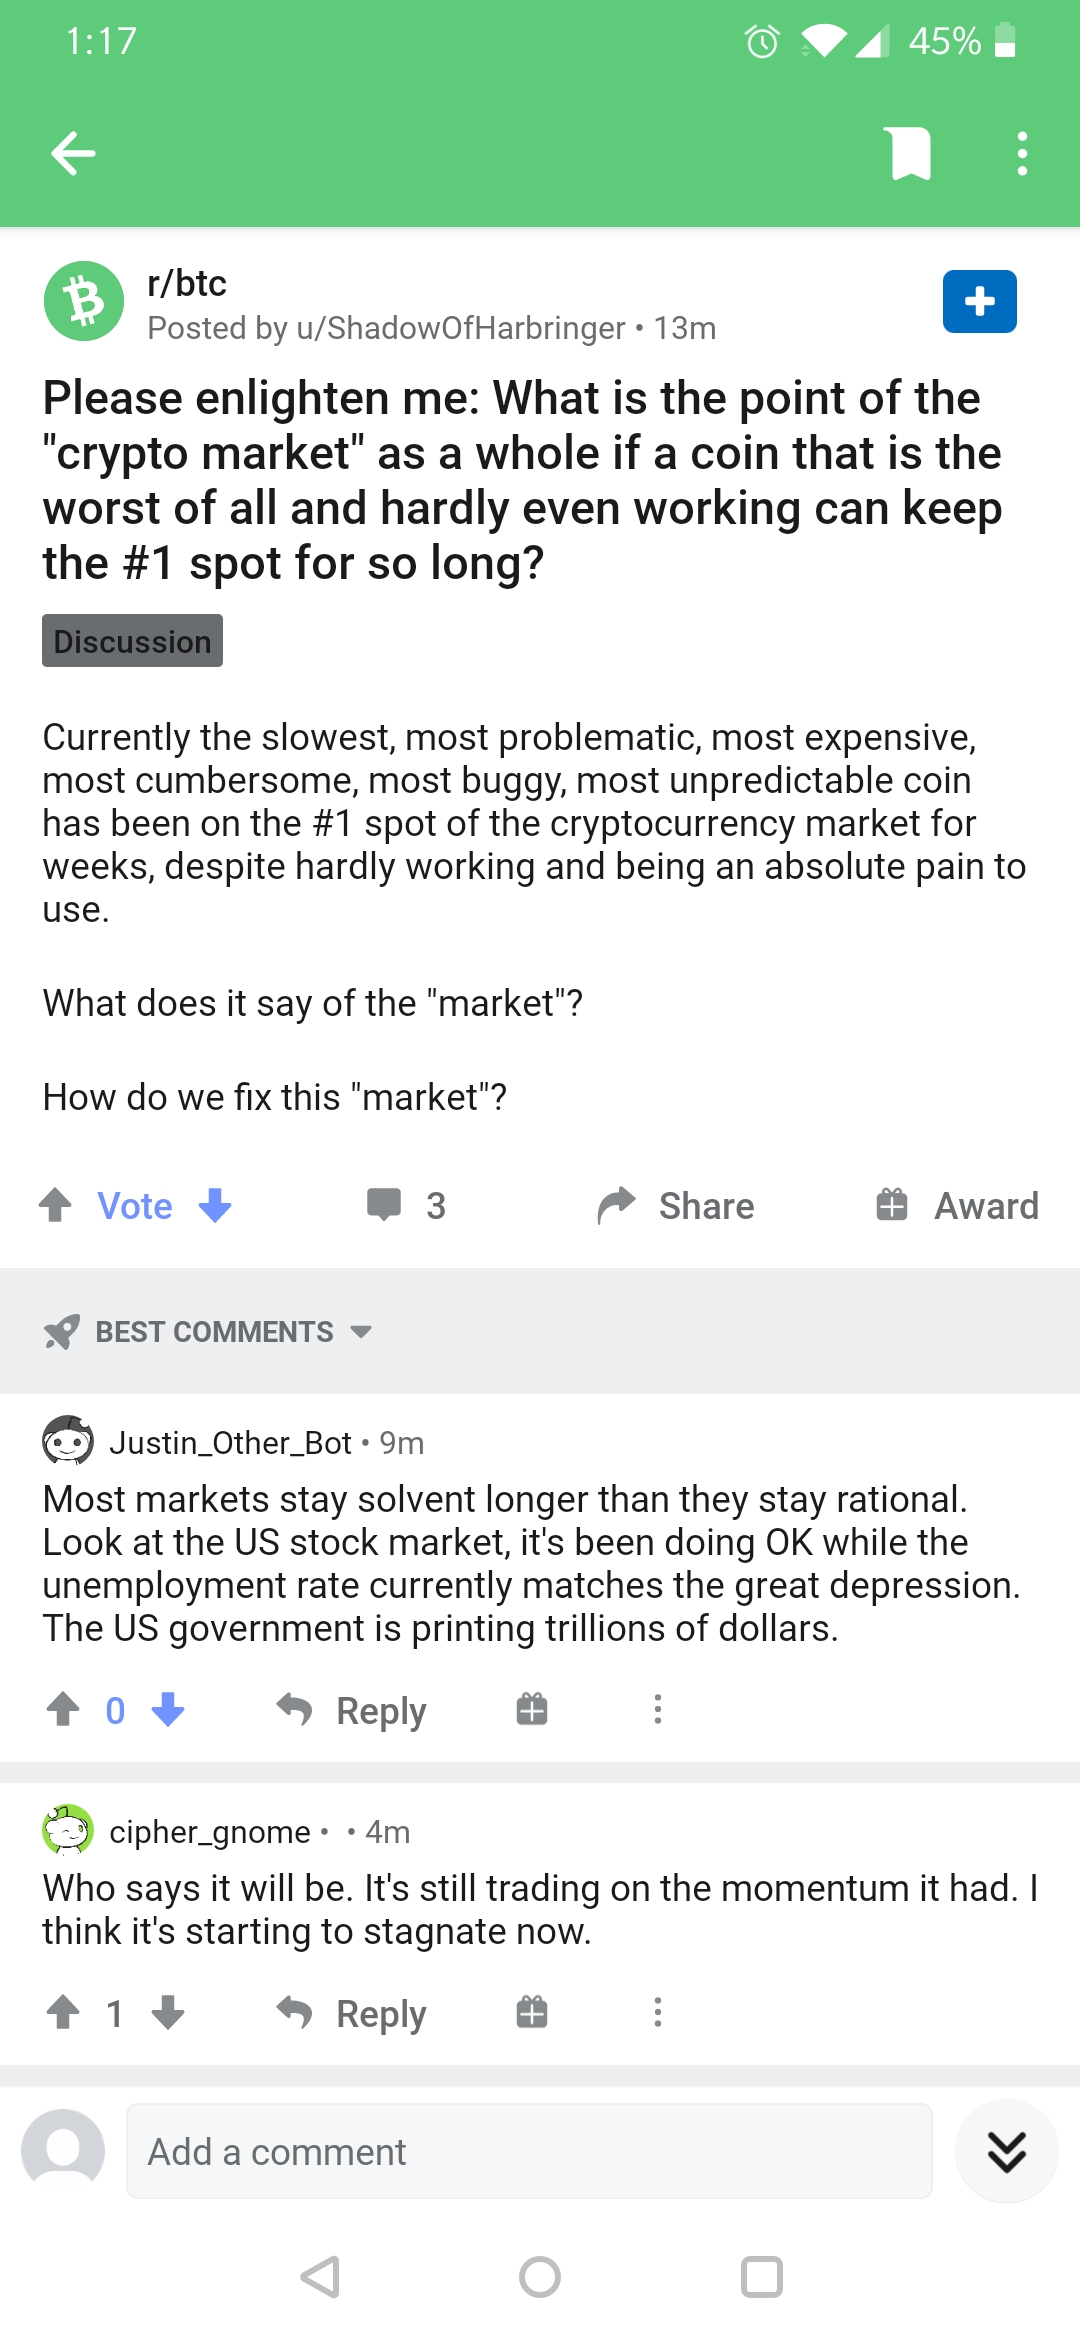 1:17
45%
r/btc
Posted by u/ShadowOfHarbringer • 13m
Please enlighten me: What is the point of the
"crypto market" as a whole if a coin that is the
worst of all and hardly even working can keep
the #1 spot for so long?
Discussion
Currently the slowest, most problematic, most expensive,
most cumbersome, most buggy, most unpredictable coin
has been on the #1 spot of the cryptocurrency market for
weeks, despite hardly working and being an absolute pain to
use.
What does it say of the "market"?
How do we fix this "market"?
Vote 3 Share Award
BEST COMMENTS
Justin_Other_Bot • 9m
Most markets stay solvent longer than they stay rational.
Look at the US stock market, it's been doing OK while the
unemployment rate currently matches the great depression.
The US government is printing trillions of dollars.
0 Reply
cipher_gnome • • 4m
Who says it will be. It's still trading on the momentum it had. I
think it's starting to stagnate now.
1 Reply
Add a comment